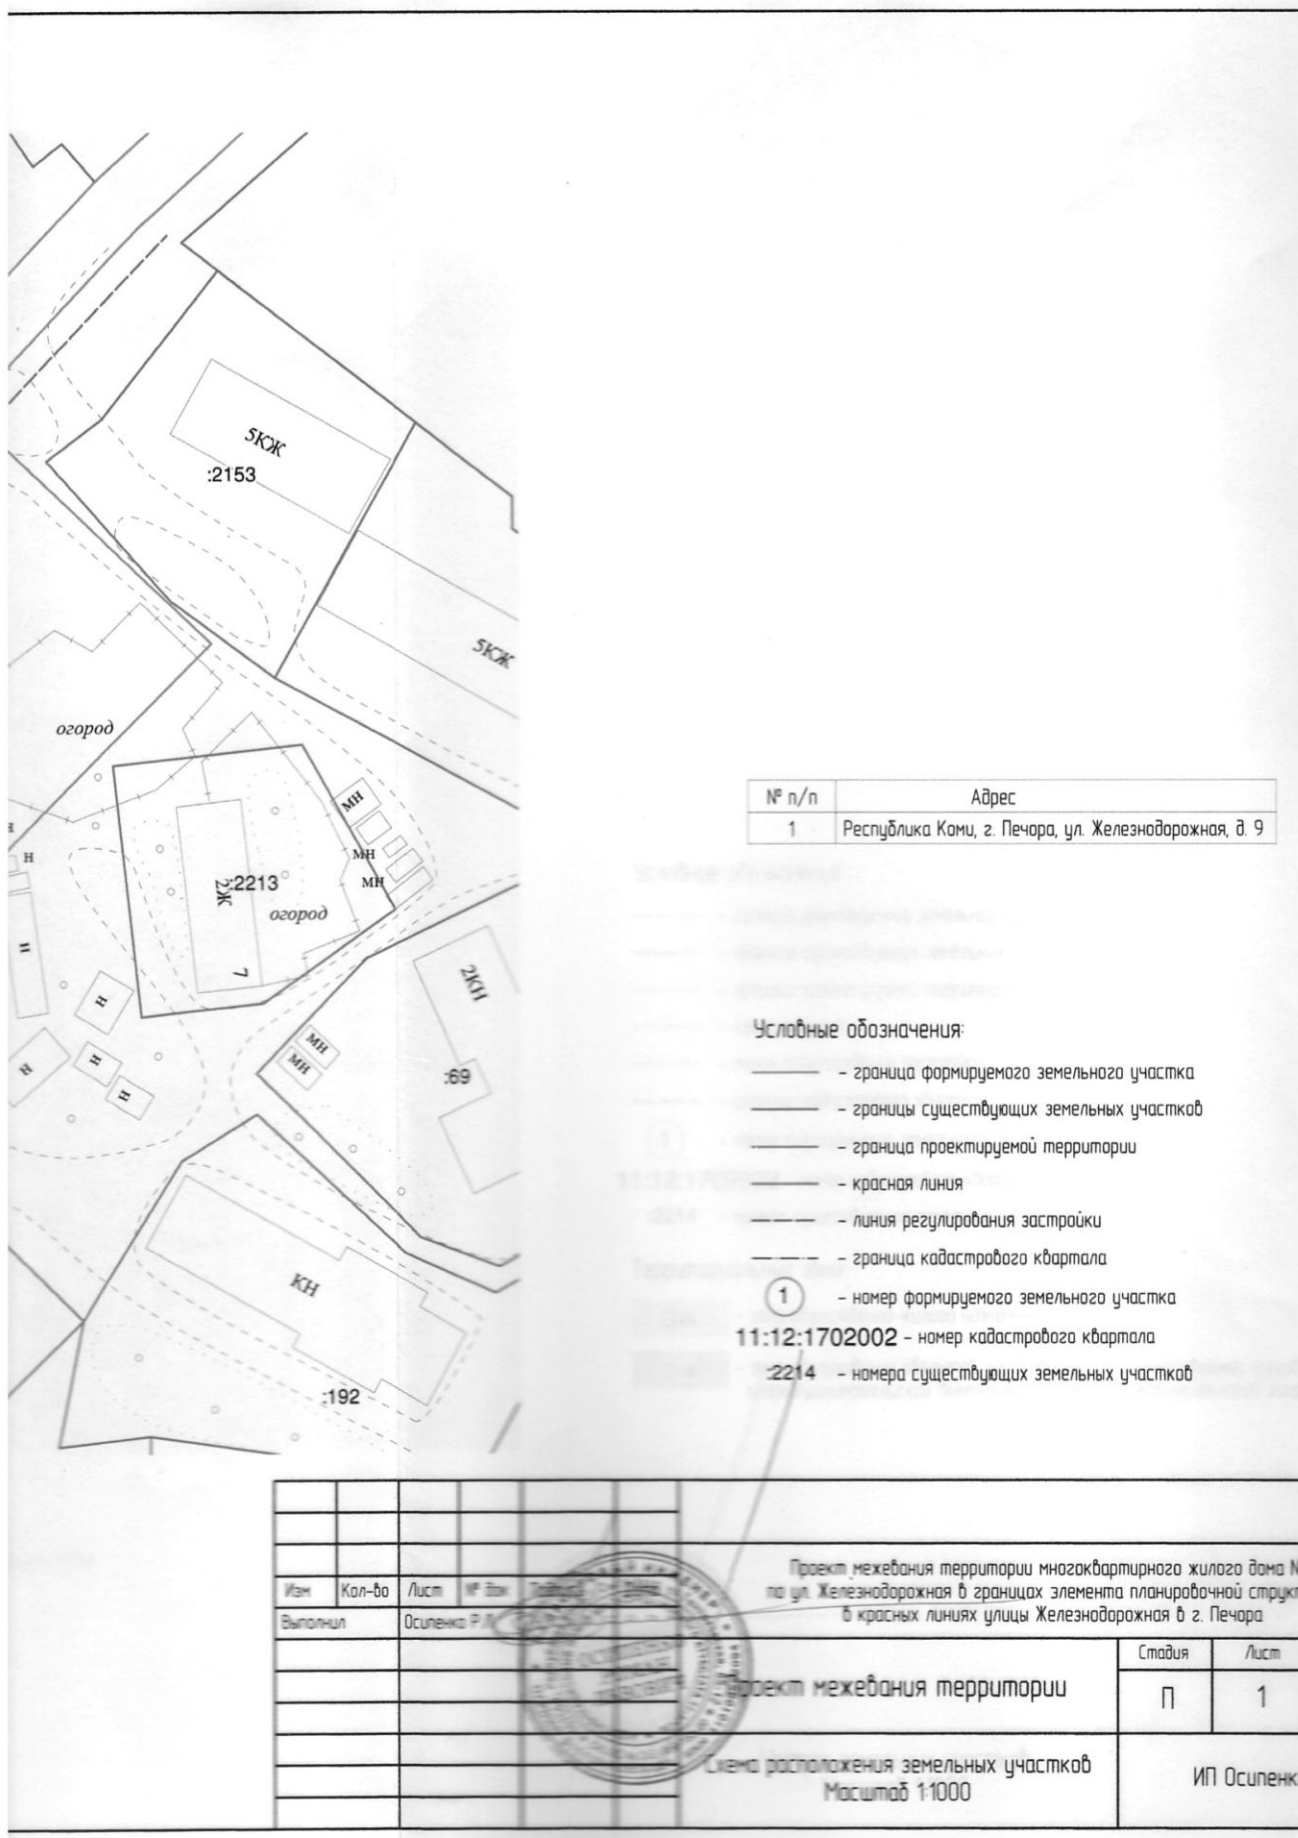 5КЖ
:2153
5КЖ
огород
МН
МН
МН
Н
Н
:2213
2Ж
огород
7
2КН
Н
Н
Н
Н
МН
МН
:69
КН
:192
№ п/п Адрес
1 Республика Коми, г. Печора, ул. Железнодорожная, д. 9
Условные обозначения:
– граница формируемого земельного участка
– границы существующих земельных участков
– граница проектируемой территории
– красная линия
– линия регулирования застройки
– граница кадастрового квартала
1 – номер формируемого земельного участка
11:12:1702002 – номер кадастрового квартала
:2214 – номера существующих земельных участков
Проект межевания территории многоквартирного жилого дома №
по ул. Железнодорожная в границах элемента планировочной структ
в красных линиях улицы Железнодорожная в г. Печора
Изм Кол-во Лист № док
Выполнил Осипенко Р.
Проект межевания территории
Стадия Лист
П 1
Схема расположения земельных участков
Масштаб 1:1000
ИП Осипенк